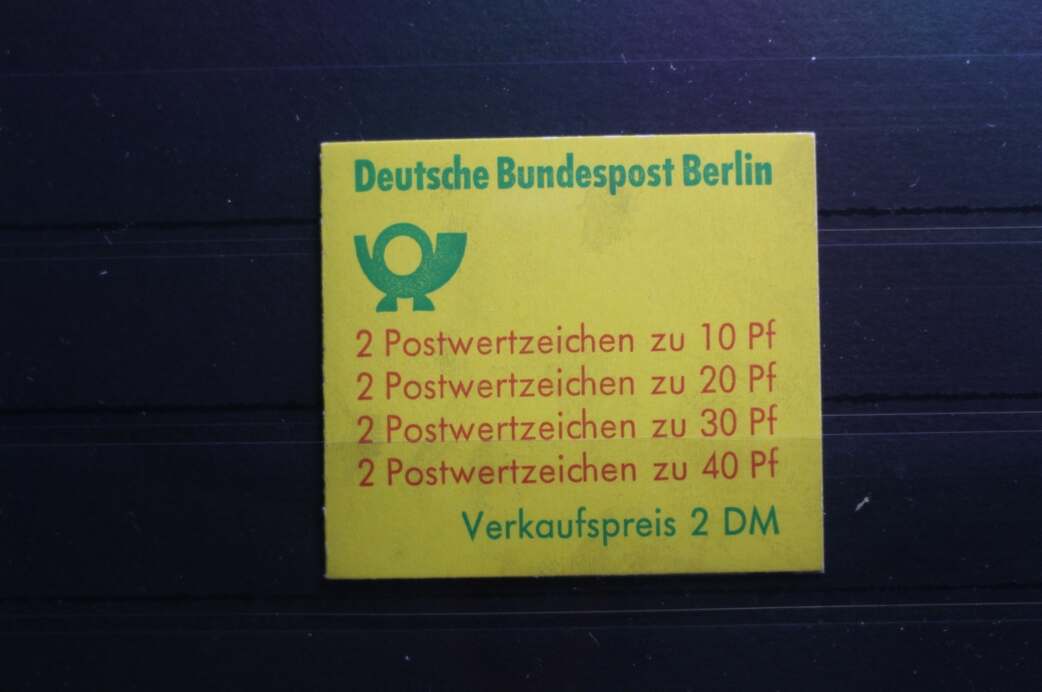 Deutsche Bundespost Berlin
2 Postwertzeichen zu 10 Pf
2 Postwertzeichen zu 20 Pf
2 Postwertzeichen zu 30 Pf
2 Postwertzeichen zu 40 Pf
Verkaufspreis 2 DM